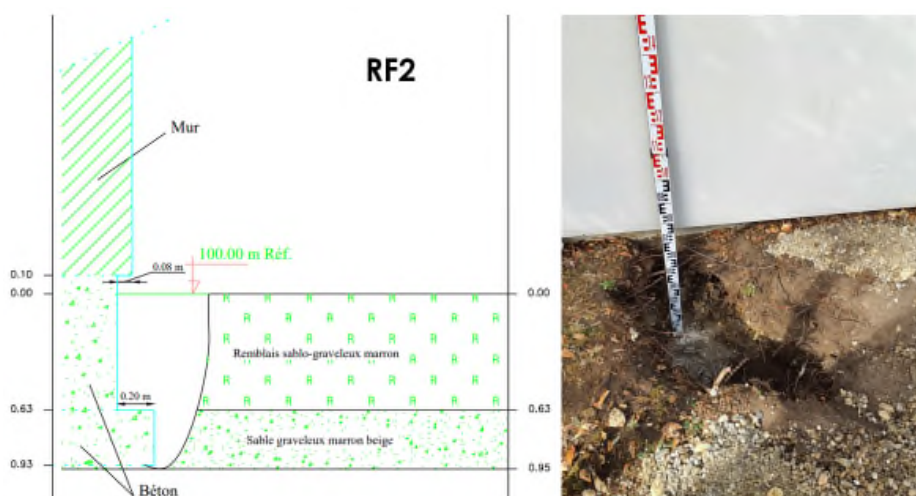 RF2
Mur
100.00 m Réf.
0.10
0.08 m
0.00
0.00
Remblais sablo-graveleux marron
0.20 m
0.63
0.63
Sable graveleux marron beige
0.93
0.95
Béton